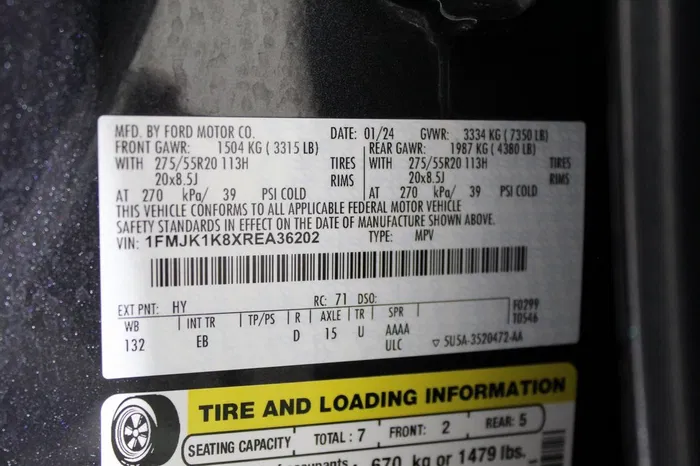 MFD. BY FORD MOTOR CO. DATE: 01/24 GVWR: 3334 KG ( 7350 LB)
FRONT GAWR: 1504 KG ( 3315 LB) REAR GAWR: 1987 KG ( 4380 LB)
WITH 275/55R20 113H TIRES WITH 275/55R20 113H TIRES
20x8.5J RIMS 20x8.5J RIMS
AT 270 kPa/ 39 PSI COLD AT 270 kPa/ 39 PSI COLD
THIS VEHICLE CONFORMS TO ALL APPLICABLE FEDERAL MOTOR VEHICLE
SAFETY STANDARDS IN EFFECT ON THE DATE OF MANUFACTURE SHOWN ABOVE.
VIN: 1FMJK1K8XREA36202 TYPE: MPV
EXT PNT: HY RC: 71 DSO: F0299
WB INT TR TP/PS R AXLE TR SPR T0546
132 EB D 15 U AAAA
ULC ▽ 5U5A-3520472-AA
TIRE AND LOADING INFORMATION
SEATING CAPACITY TOTAL: 7 FRONT: 2 REAR: 5
occupants 670 kg or 1479 lbs.